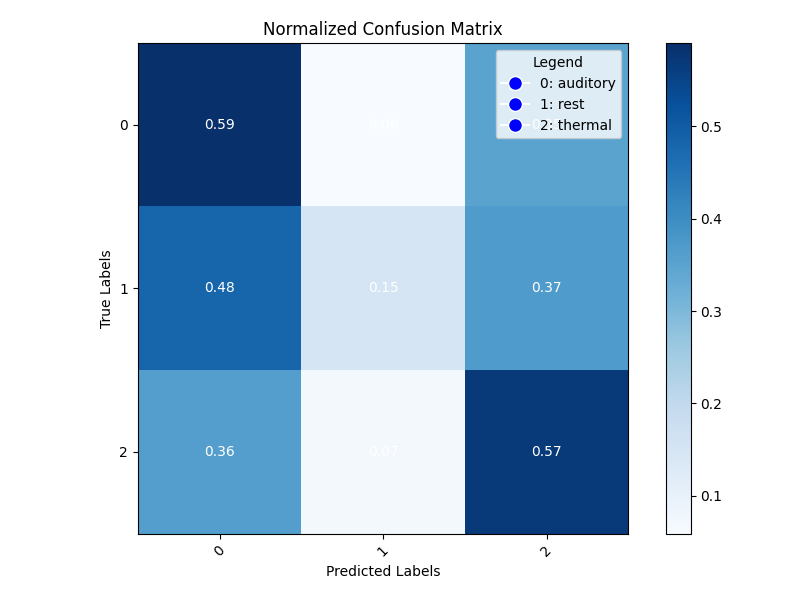 Normalized Confusion Matrix
Legend
0: auditory
1: rest
2: thermal
0
0.59
0.06
1
0.48
0.15
0.37
2
0.36
0.07
0.57
0
1
2
Predicted Labels
True Labels
0.5
0.4
0.3
0.2
0.1